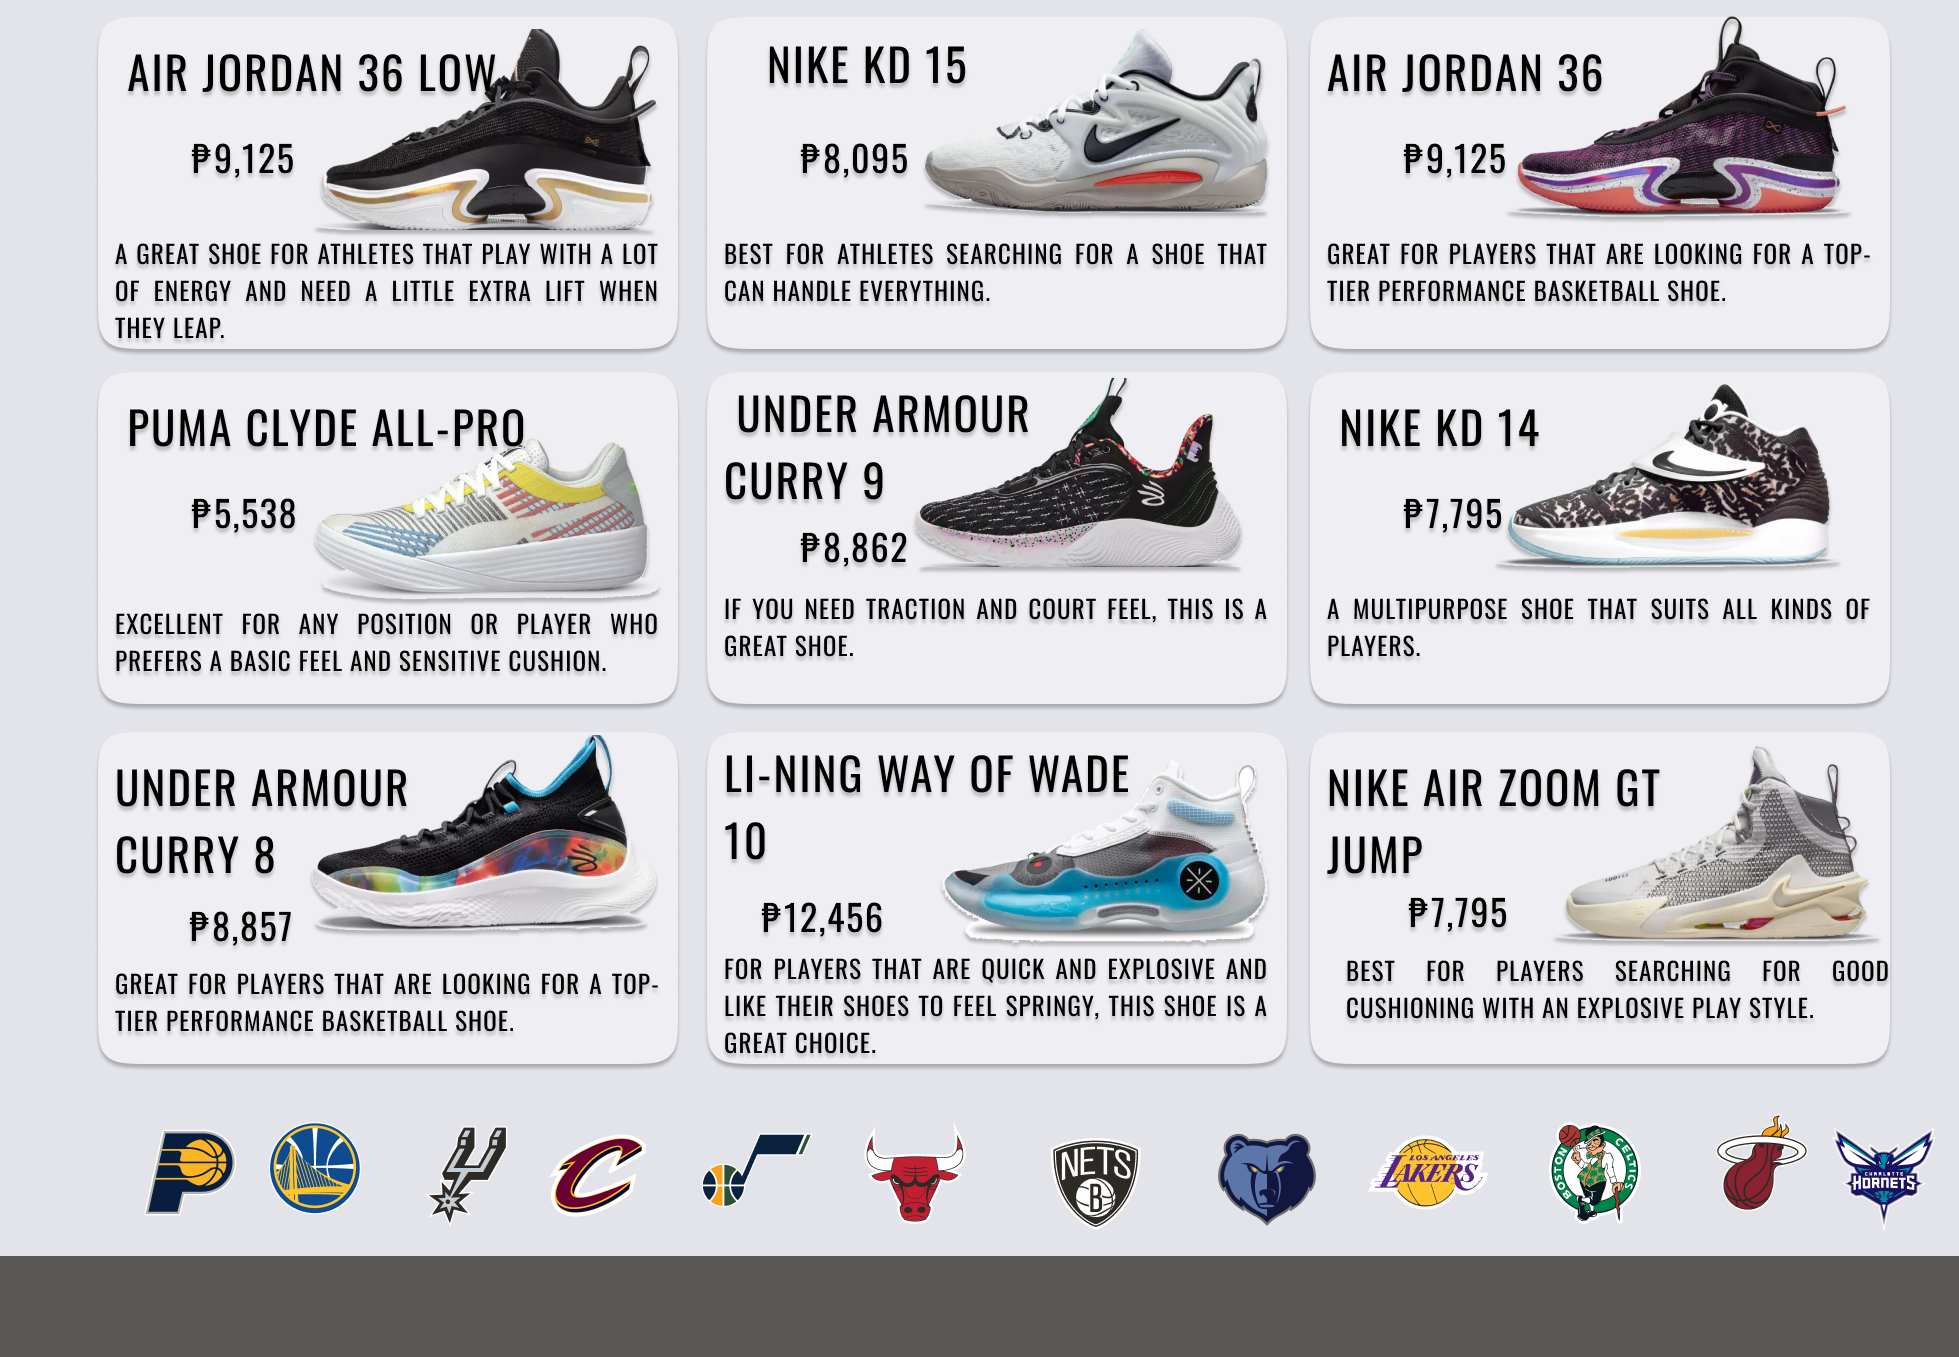 AIR JORDAN 36 LOW
₱9,125
A GREAT SHOE FOR ATHLETES THAT PLAY WITH A LOT
OF ENERGY AND NEED A LITTLE EXTRA LIFT WHEN
THEY LEAP.
NIKE KD 15
₱8,095
BEST FOR ATHLETES SEARCHING FOR A SHOE THAT
CAN HANDLE EVERYTHING.
AIR JORDAN 36
₱9,125
GREAT FOR PLAYERS THAT ARE LOOKING FOR A TOP-
TIER PERFORMANCE BASKETBALL SHOE.
PUMA CLYDE ALL-PRO
₱5,538
EXCELLENT FOR ANY POSITION OR PLAYER WHO
PREFERS A BASIC FEEL AND SENSITIVE CUSHION.
UNDER ARMOUR
CURRY 9
₱8,862
IF YOU NEED TRACTION AND COURT FEEL, THIS IS A
GREAT SHOE.
NIKE KD 14
₱7,795
A MULTIPURPOSE SHOE THAT SUITS ALL KINDS OF
PLAYERS.
UNDER ARMOUR
CURRY 8
₱8,857
GREAT FOR PLAYERS THAT ARE LOOKING FOR A TOP-
TIER PERFORMANCE BASKETBALL SHOE.
LI-NING WAY OF WADE
10
₱12,456
FOR PLAYERS THAT ARE QUICK AND EXPLOSIVE AND
LIKE THEIR SHOES TO FEEL SPRINGY, THIS SHOE IS A
GREAT CHOICE.
NIKE AIR ZOOM GT
JUMP
₱7,795
BEST FOR PLAYERS SEARCHING FOR GOOD
CUSHIONING WITH AN EXPLOSIVE PLAY STYLE.
NETS
B
LOS ANGELES
LAKERS
BOSTON
CELTICS
CHARLOTTE
HORNETS